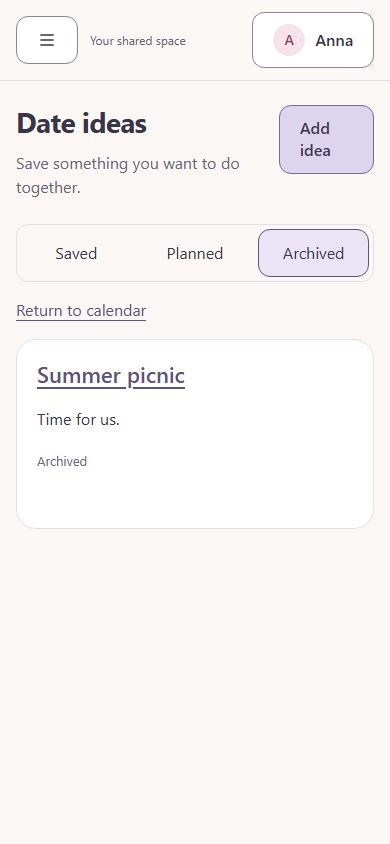 Your shared space
A
Anna
Date ideas
Add
idea
Save something you want to do
together.
Saved
Planned
Archived
Return to calendar
Summer picnic
Time for us.
Archived